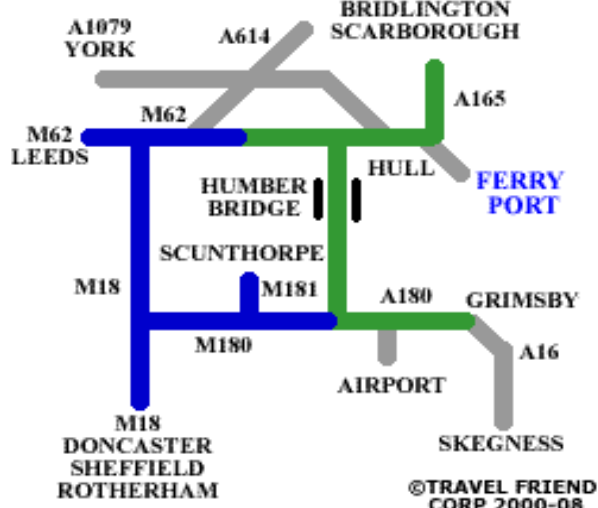 BRIDLINGTON
SCARBOROUGH
A1079
YORK
A614
A165
M62
M62
LEEDS
HULL
FERRY
PORT
HUMBER
BRIDGE
SCUNTHORPE
M18
M181
A180
GRIMSBY
M180
A16
AIRPORT
M18
DONCASTER
SHEFFIELD
ROTHERHAM
SKEGNESS
©TRAVEL FRIEND
CORP 2000-08